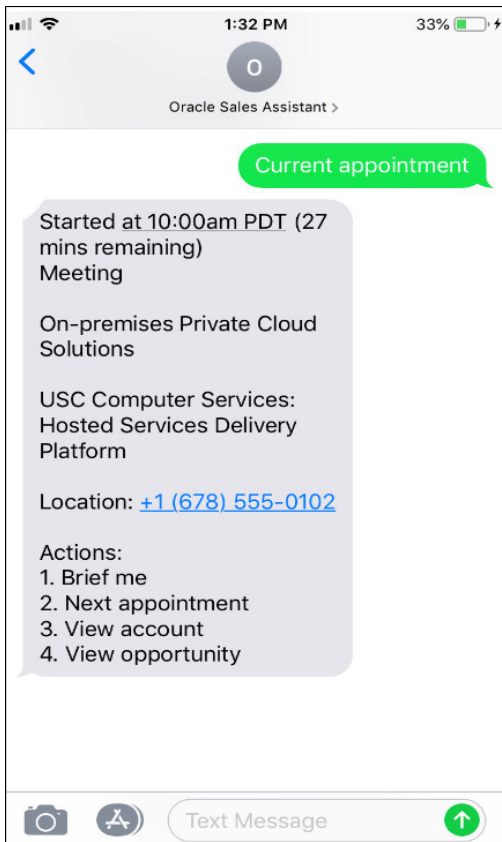 1:32 PM
33%
O
Oracle Sales Assistant >
Current appointment
Started at 10:00am PDT (27
mins remaining)
Meeting
On-premises Private Cloud
Solutions
USC Computer Services:
Hosted Services Delivery
Platform
Location: +1 (678) 555-0102
Actions:
1. Brief me
2. Next appointment
3. View account
4. View opportunity
Text Message